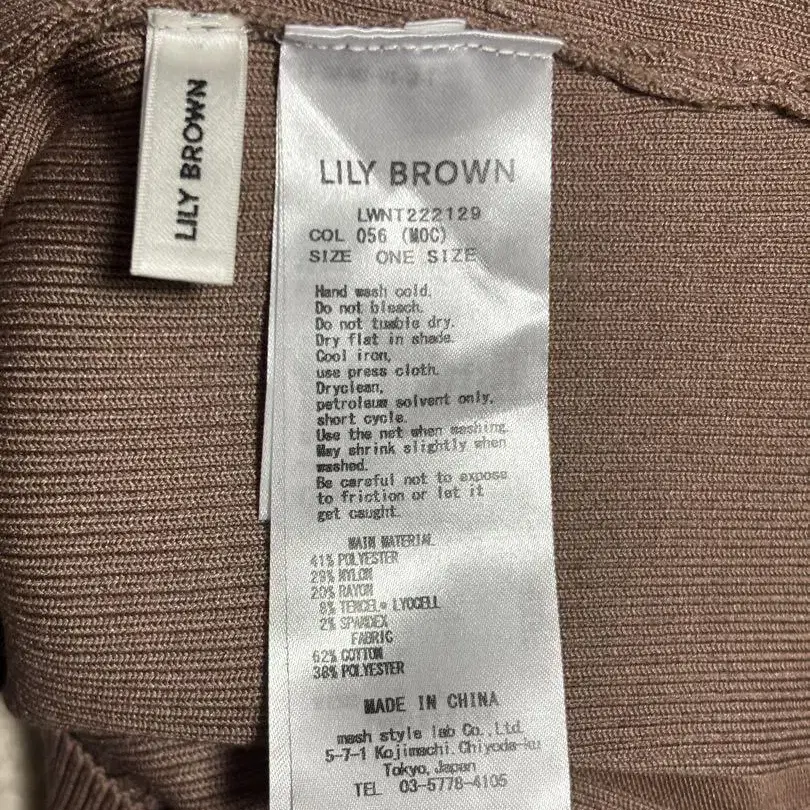 LILY BROWN
LILY BROWN
LWNT222129
COL 056 (MOC)
SIZE ONE SIZE
Hand wash cold.
Do not bleach.
Do not tumble dry.
Dry flat in shade.
Cool iron,
use press cloth.
Dryclean,
petroleum solvent only.
short cycle.
Use the net when washing.
May shrink slightly when
washed.
Be careful not to expose
to friction or let it
get caught.
MAIN MATERIAL
41% POLYESTER
29% NYLON
20% RAYON
8% TENCEL® LYOCELL
2% SPANDEX
FABRIC
62% COTTON
38% POLYESTER
MADE IN CHINA
mash style lab Co.,Ltd.
5-7-1 Kojimachi.Chiyoda-ku
Tokyo,Japan
TEL 03-5778-4105